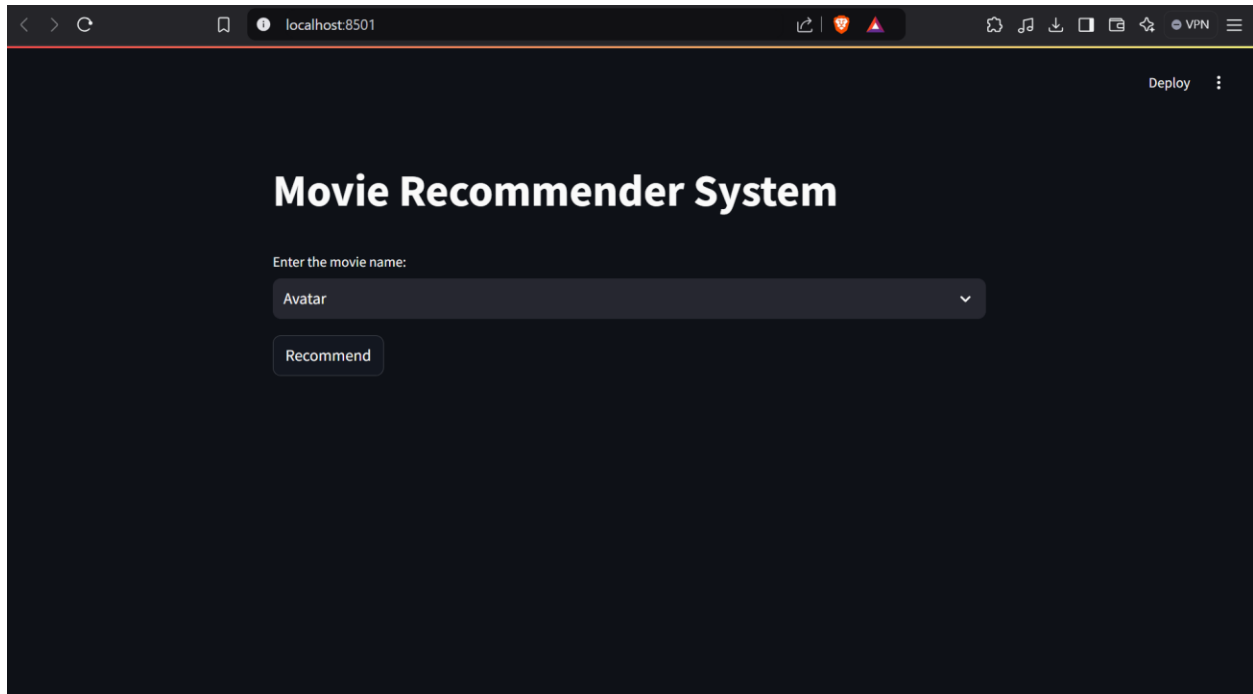 localhost:8501
VPN
Deploy
Movie Recommender System
Enter the movie name:
Avatar
Recommend